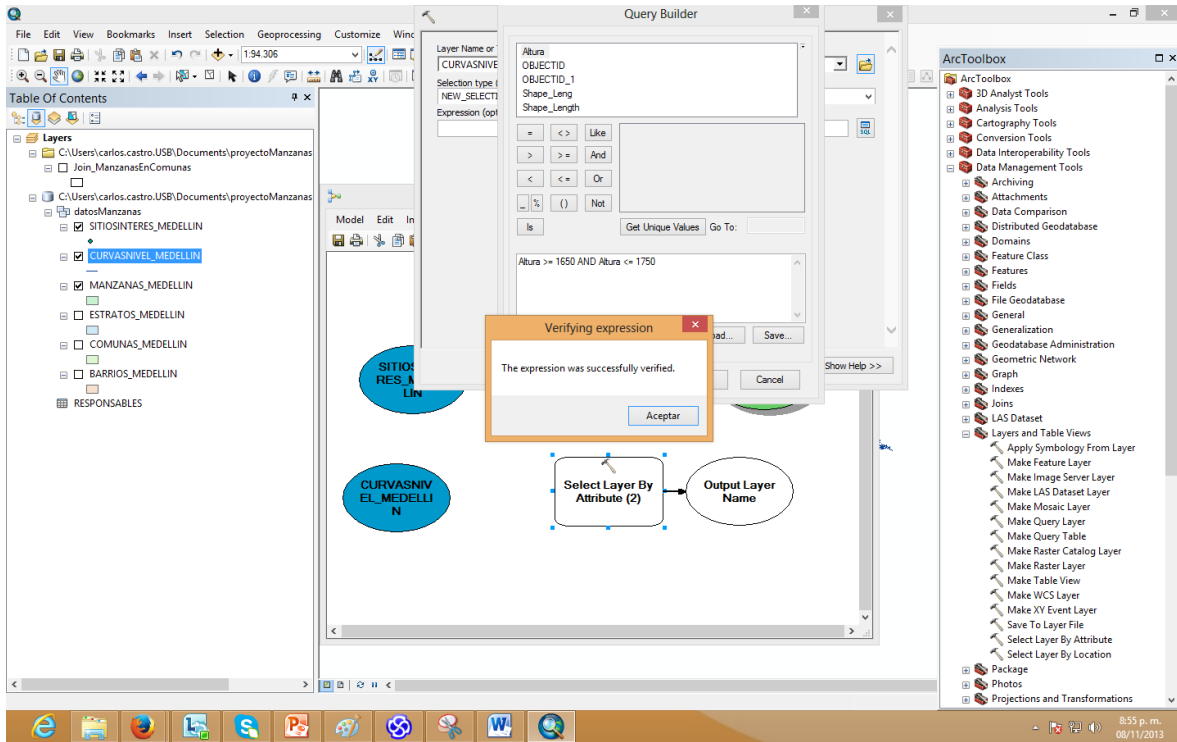 File Edit View Bookmarks Insert Selection Geoprocessing Customize
1:94.306
Table Of Contents
Layers
C:\Users\carlos.castro.USB\Documents\proyectoManzanas
Join_ManzanasEnComunas
C:\Users\carlos.castro.USB\Documents\proyectoManzanas
datosManzanas
SITIOSINTERES_MEDELLIN
CURVASNIVEL_MEDELLIN
MANZANAS_MEDELLIN
ESTRATOS_MEDELLIN
COMUNAS_MEDELLIN
BARRIOS_MEDELLIN
RESPONSABLES
Model Edit
Layer Name or
CURVASNIVE
Selection type
NEW_SELECTI
Expression
SQL
Show Help >>
Query Builder
Altura
OBJECTID
OBJECTID_1
Shape_Leng
Shape_Length
= <> Like
> > = And
< < = Or
_ % () Not
Is Get Unique Values Go To:
Altura >= 1650 AND Altura <= 1750
Save...
Cancel
Verifying expression
The expression was successfully verified.
Aceptar
SITIOS
RES_M
LIN
CURVASNIV
EL_MEDELLI
N
Select Layer By
Attribute (2)
Output Layer
Name
ArcToolbox
ArcToolbox
3D Analyst Tools
Analysis Tools
Cartography Tools
Conversion Tools
Data Interoperability Tools
Data Management Tools
Archiving
Attachments
Data Comparison
Distributed Geodatabase
Domains
Feature Class
Features
Fields
File Geodatabase
General
Generalization
Geodatabase Administration
Geometric Network
Graph
Indexes
Joins
LAS Dataset
Layers and Table Views
Apply Symbology From Layer
Make Feature Layer
Make Image Server Layer
Make LAS Dataset Layer
Make Mosaic Layer
Make Query Layer
Make Query Table
Make Raster Catalog Layer
Make Raster Layer
Make Table View
Make WCS Layer
Make XY Event Layer
Save To Layer File
Select Layer By Attribute
Select Layer By Location
Package
Photos
Projections and Transformations
8:55 p. m.
08/11/2013